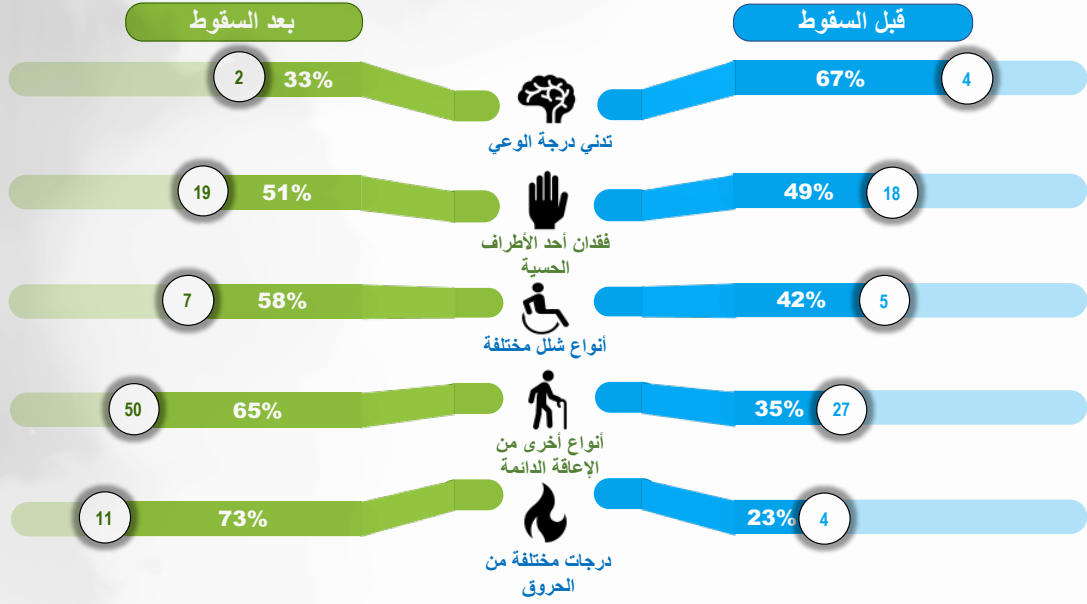 قبل السقوط
بعد السقوط
4
67%
33%
2
تدني درجة الوعي
18
49%
51%
19
فقدان أحد الأطراف
الحسية
5
42%
58%
7
أنواع شلل مختلفة
27
35%
65%
50
أنواع أخرى من
الإعاقة الدائمة
4
23%
73%
11
درجات مختلفة من
الحروق